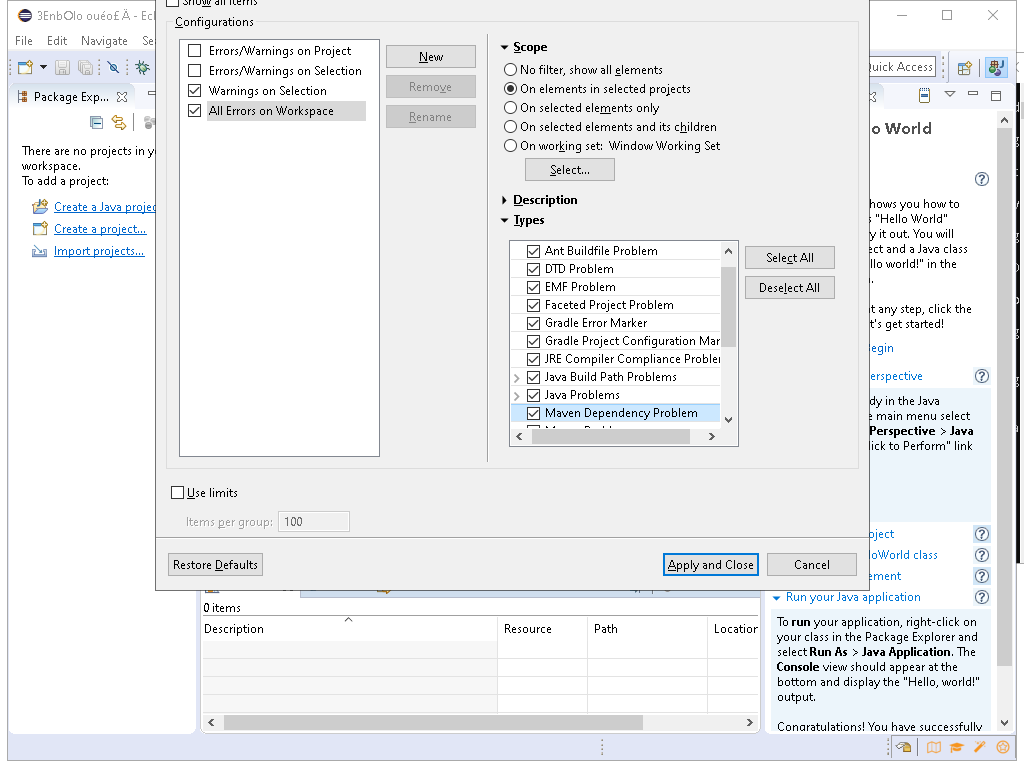 3EnbOlo ouéo£Ä - Ecl
Show all items
File Edit Navigate Se
Configurations
Errors/Warnings on Project
Errors/Warnings on Selection
Warnings on Selection
All Errors on Workspace
New
Remove
Rename
Scope
No filter, show all elements
On elements in selected projects
On selected elements only
On selected elements and its children
On working set: Window Working Set
Select...
Description
Types
Ant Buildfile Problem
DTD Problem
EMF Problem
Faceted Project Problem
Gradle Error Marker
Gradle Project Configuration Mar
JRE Compiler Compliance Probler
Java Build Path Problems
Java Problems
Maven Dependency Problem
Select All
Deselect All
Use limits
Items per group: 100
Restore Defaults
Apply and Close
Cancel
Package Exp...
There are no projects in y
workspace.
To add a project:
Create a Java projec
Create a project...
Import projects...
0 items
Description Resource Path Location
Quick Access
o World
hows you how to
s "Hello World"
y it out. You will
ect and a Java class
llo world!" in the
t any step, click the
t's get started!
egin
erspective
dy in the Java
e main menu select
Perspective > Java
ick to Perform" link
oject
oWorld class
ement
Run your Java application
To run your application, right-click on
your class in the Package Explorer and
select Run As > Java Application. The
Console view should appear at the
bottom and display the "Hello, world!"
output.
Congratulations! You have successfully